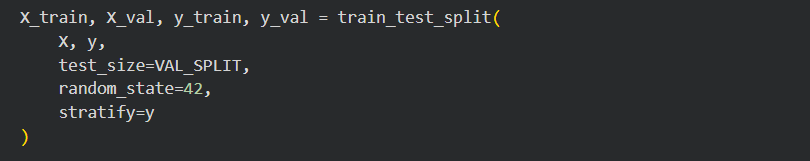 X_train, X_val, y_train, y_val = train_test_split(
    X, y,
    test_size=VAL_SPLIT,
    random_state=42,
    stratify=y
)